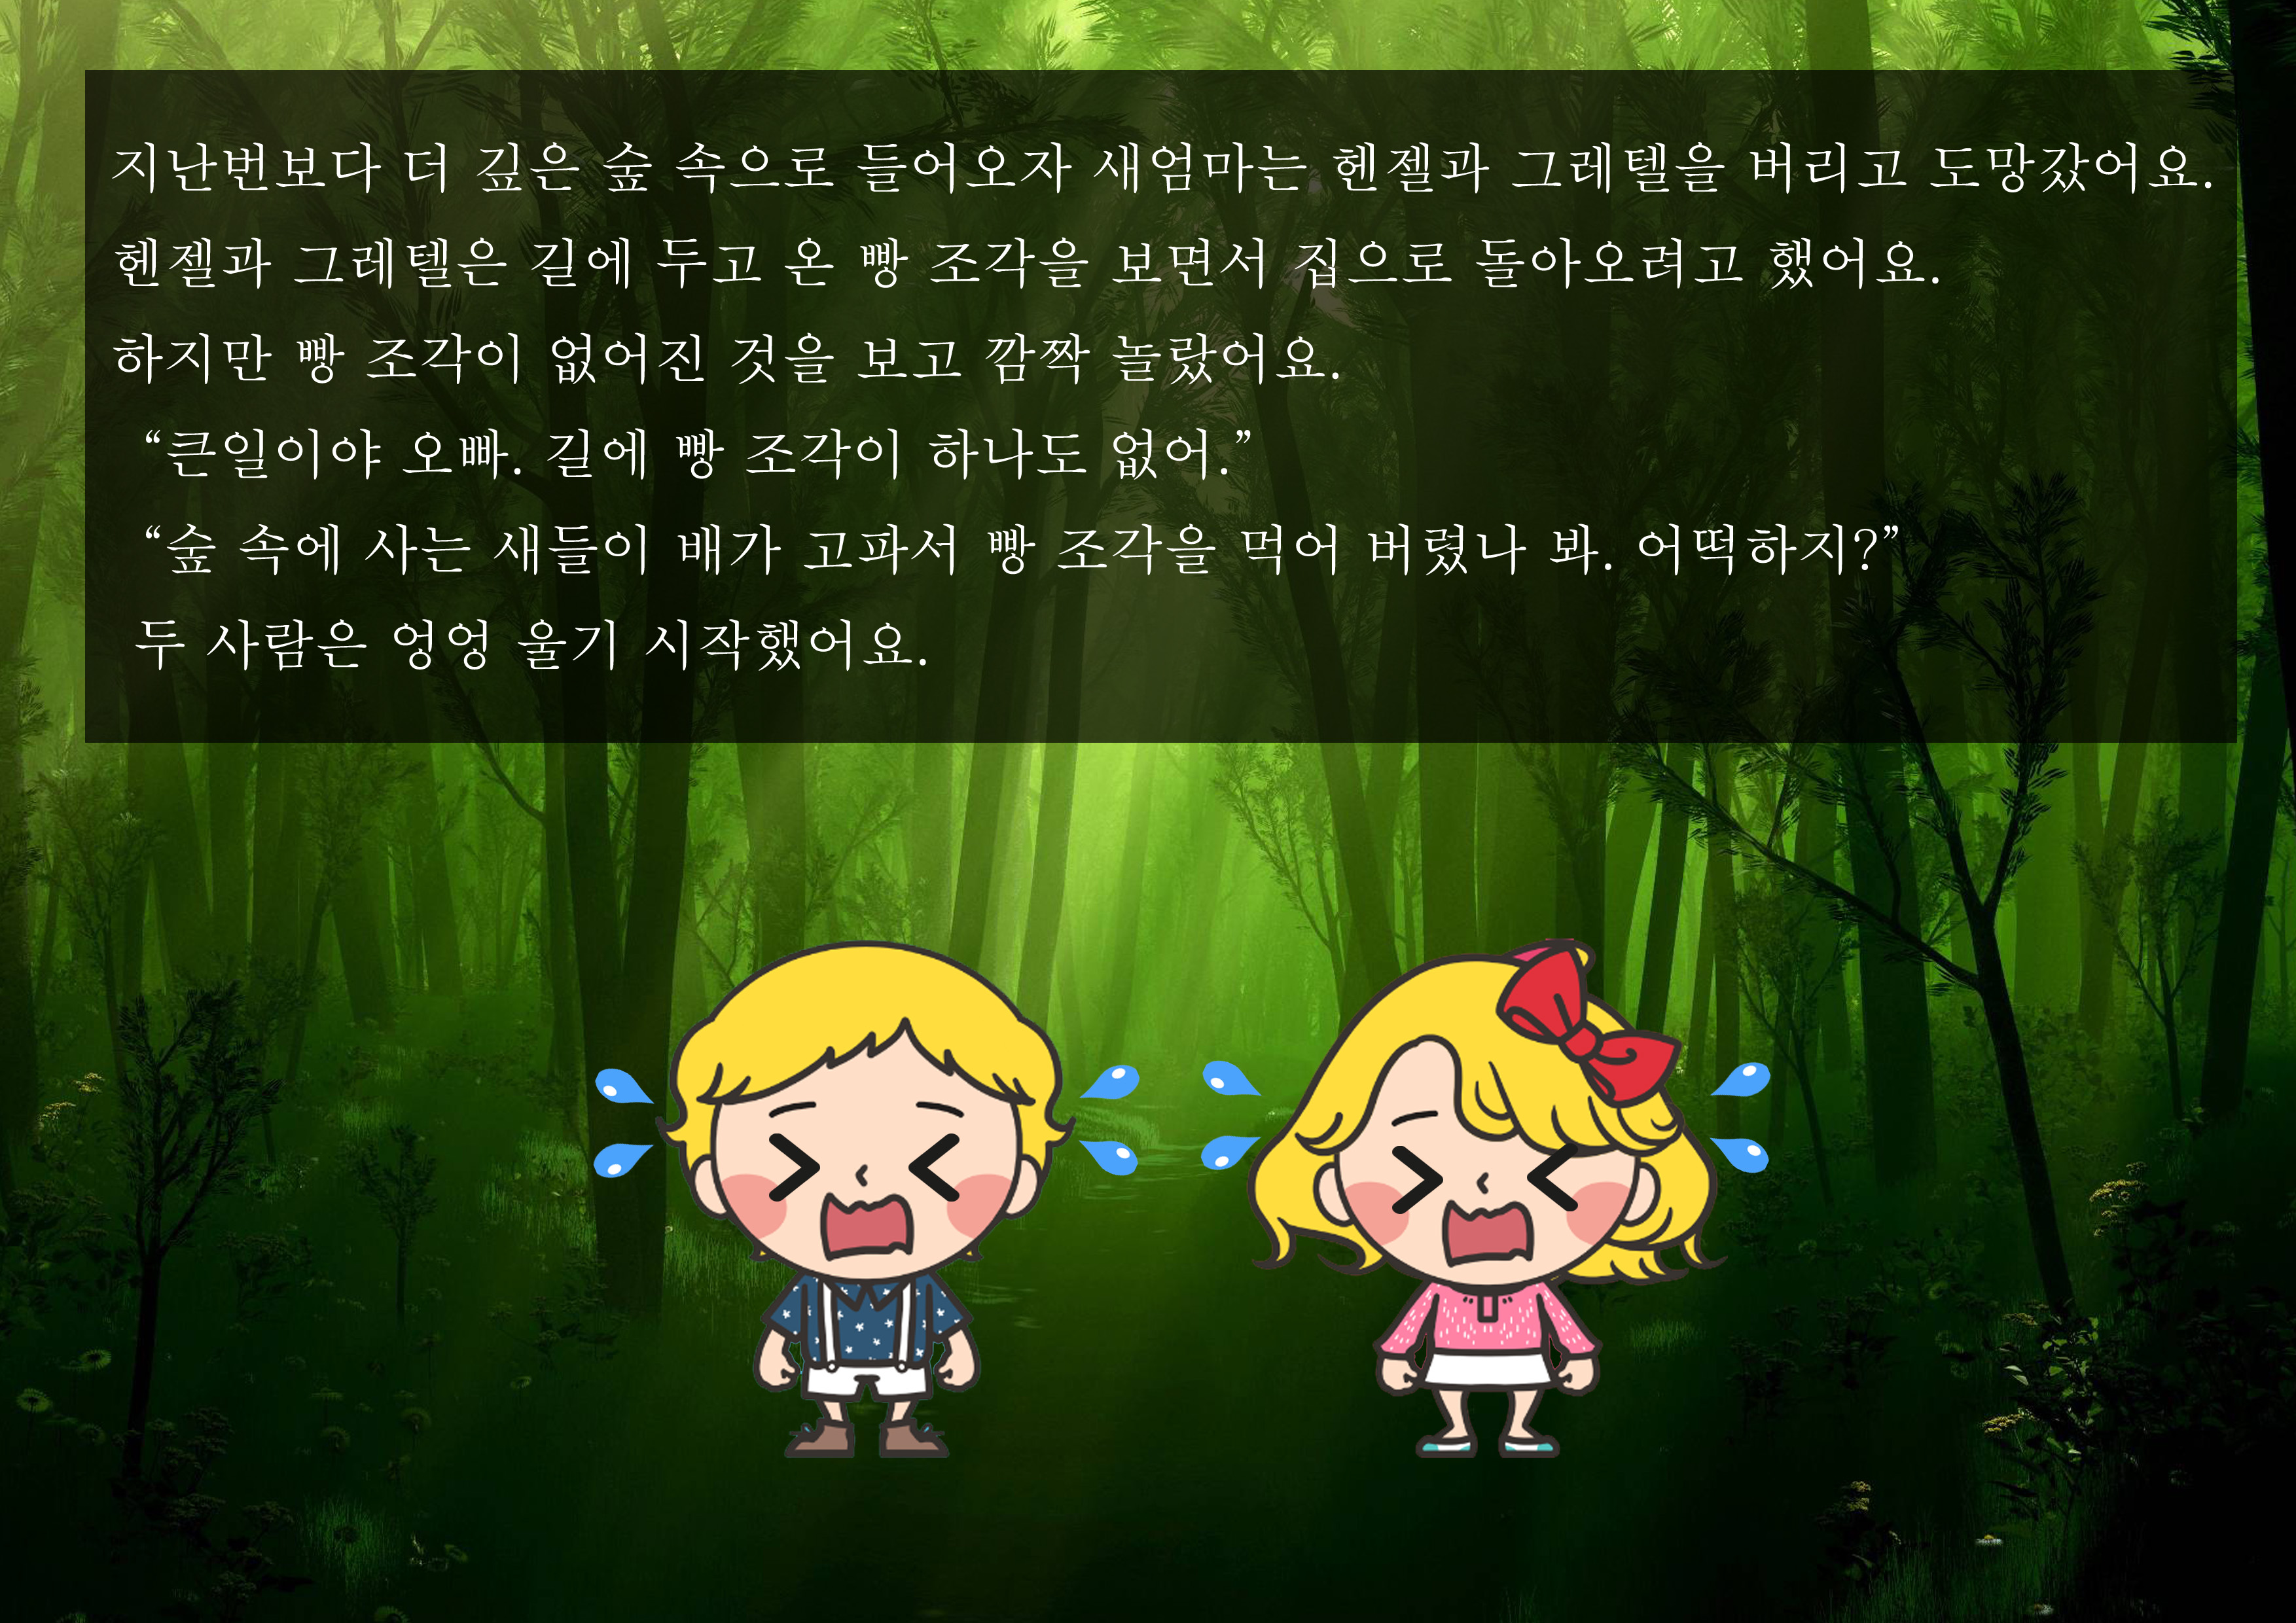 지난번보다 더 깊은 숲 속으로 들어오자 새엄마는 헨젤과 그레텔을 버리고 도망갔어요.
헨젤과 그레텔은 길에 두고 온 빵 조각을 보면서 집으로 돌아오려고 했어요.
하지만 빵 조각이 없어진 것을 보고 깜짝 놀랐어요.
“큰일이야 오빠. 길에 빵 조각이 하나도 없어.”
“숲 속에 사는 새들이 배가 고파서 빵 조각을 먹어 버렸나 봐. 어떡하지?”
두 사람은 엉엉 울기 시작했어요.